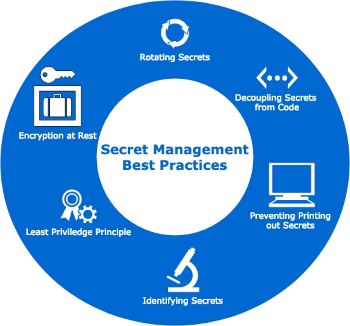 Rotating Secrets
Decoupling Secrets
from Code
Encryption at Rest
Secret Management
Best Practices
Preventing Printing
out Secrets
Least Priviledge Principle
Identifying Secrets